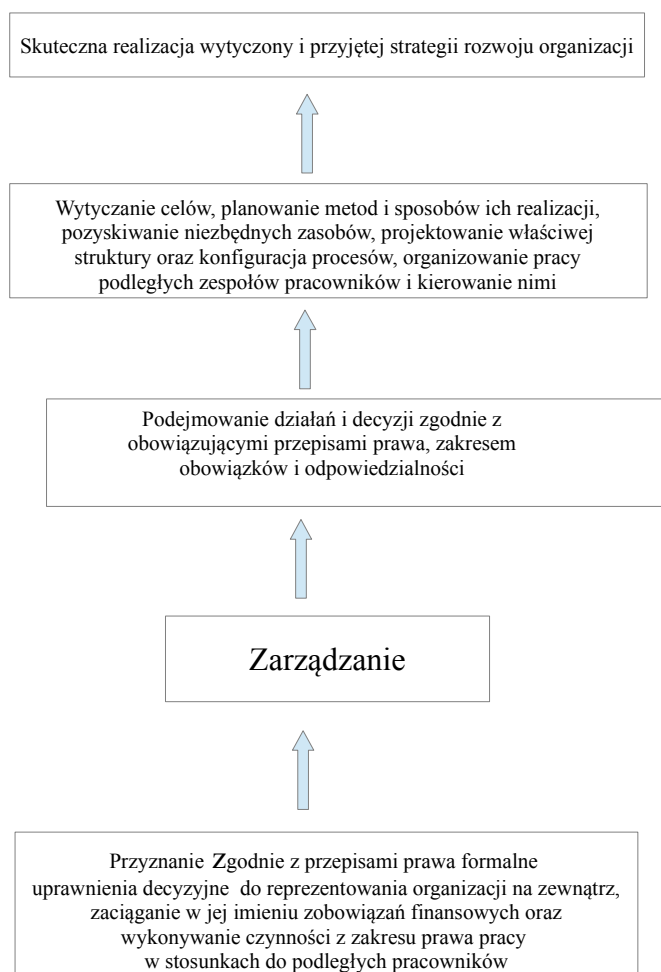 Skuteczna realizacja wytyczony i przyjętej strategii rozwoju organizacji
Wytyczanie celów, planowanie metod i sposobów ich realizacji,
pozyskiwanie niezbędnych zasobów, projektowanie właściwej
struktury oraz konfiguracja procesów, organizowanie pracy
podległych zespołów pracowników i kierowanie nimi
Podejmowanie działań i decyzji zgodnie z
obowiązującymi przepisami prawa, zakresem
obowiązków i odpowiedzialności
Zarządzanie
Przyznanie Zgodnie z przepisami prawa formalne
uprawnienia decyzyjne do reprezentowania organizacji na zewnątrz,
zaciąganie w jej imieniu zobowiązań finansowych oraz
wykonywanie czynności z zakresu prawa pracy
w stosunkach do podległych pracowników